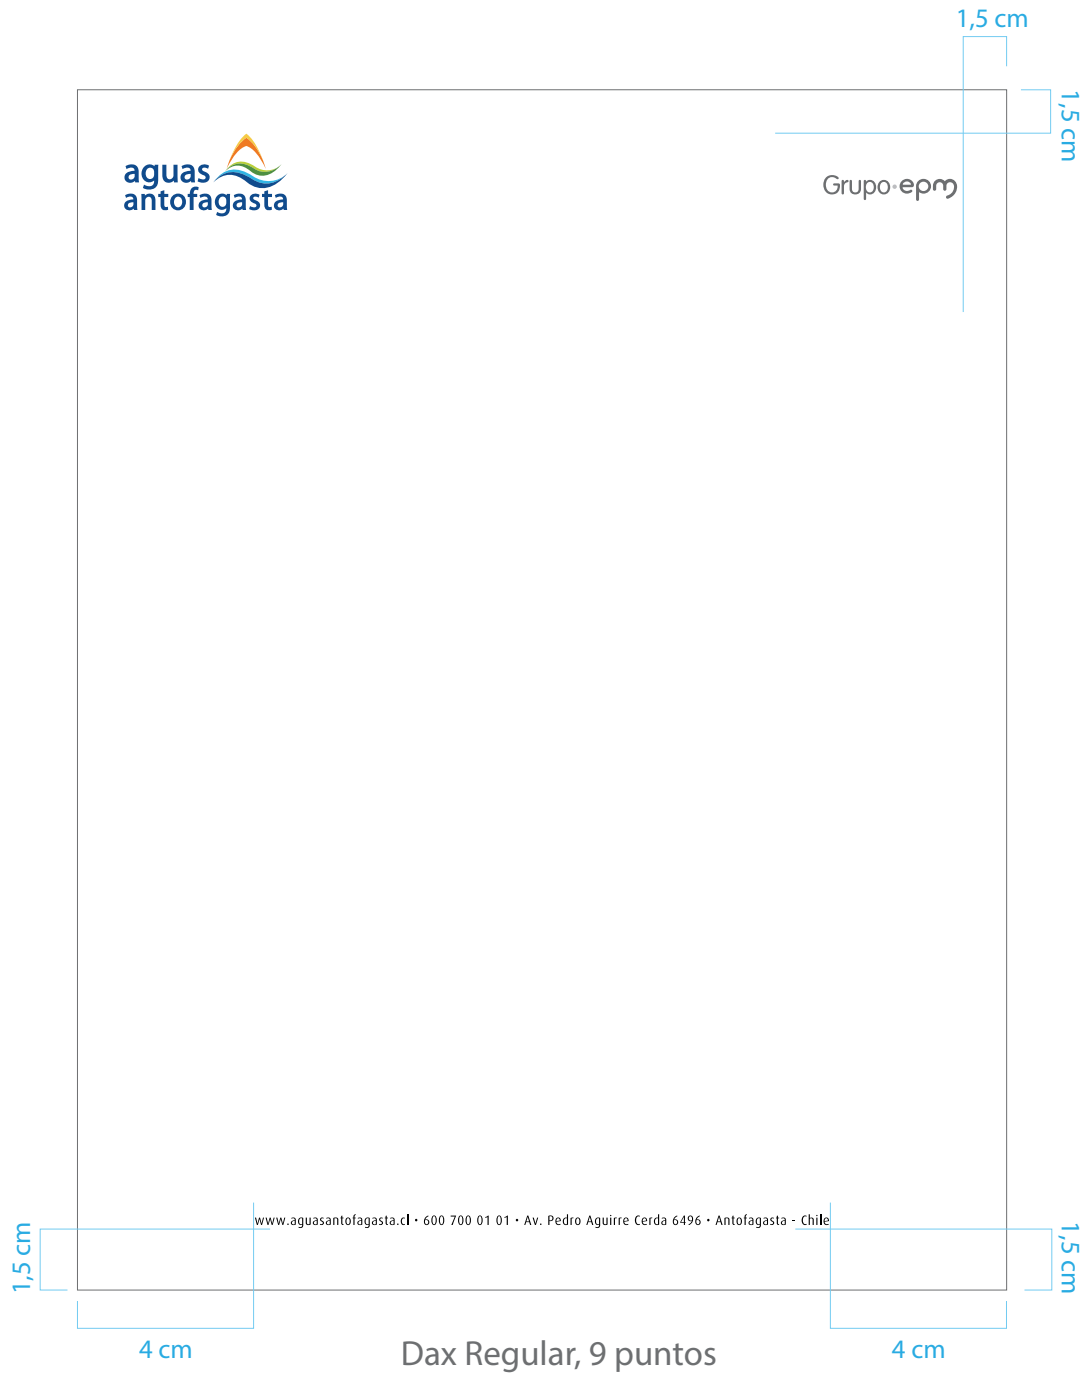 1,5 cm
1,5 cm
aguas
antofagasta
Grupo·epm
www.aguasantofagasta.cl • 600 700 01 01 • Av. Pedro Aguirre Cerda 6496 • Antofagasta - Chile
1,5 cm
1,5 cm
4 cm
Dax Regular, 9 puntos
4 cm